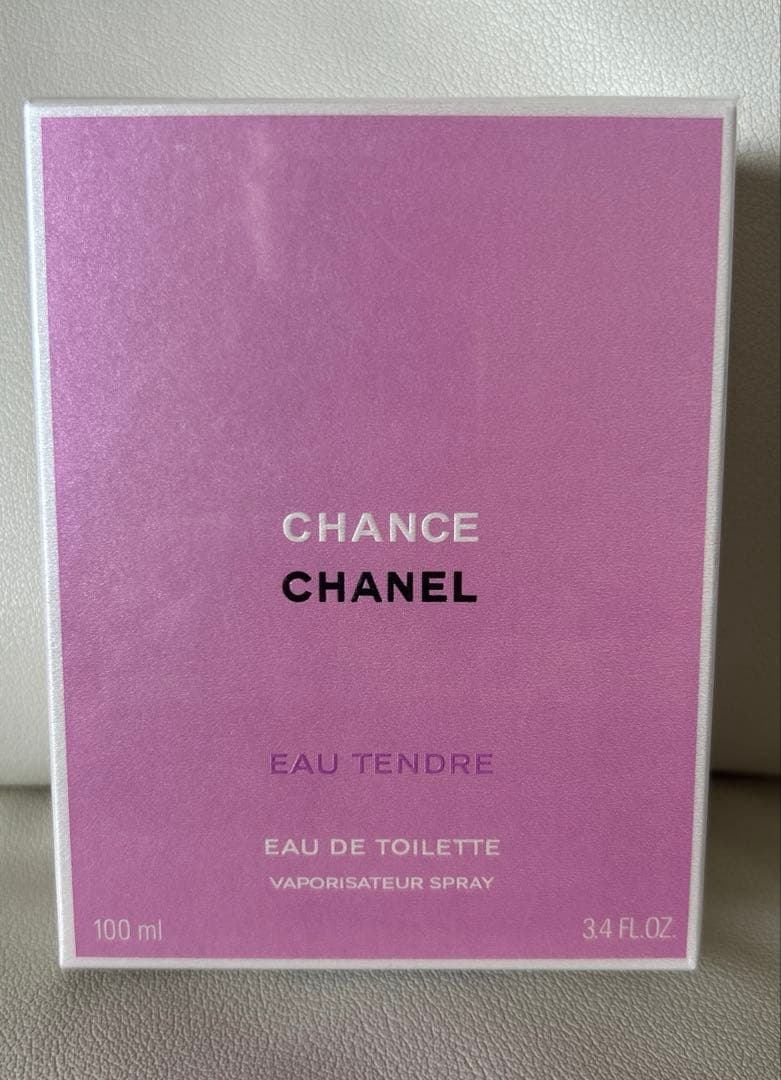 CHANCE
CHANEL
EAU TENDRE
EAU DE TOILETTE
VAPORISATEUR SPRAY
100 ml 3.4 FL.OZ.